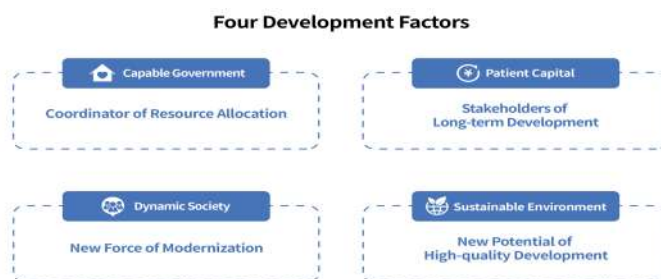 Four Development Factors
Capable Government
Coordinator of Resource Allocation
Patient Capital
Stakeholders of
Long-term Development
Dynamic Society
New Force of Modernization
Sustainable Environment
New Potential of
High-quality Development